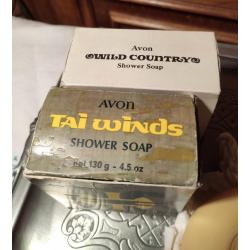 Avon
WILD COUNTRY
Shower Soap
AVON
TAI WINDS
SHOWER SOAP
Net 130 g - 4.5 oz